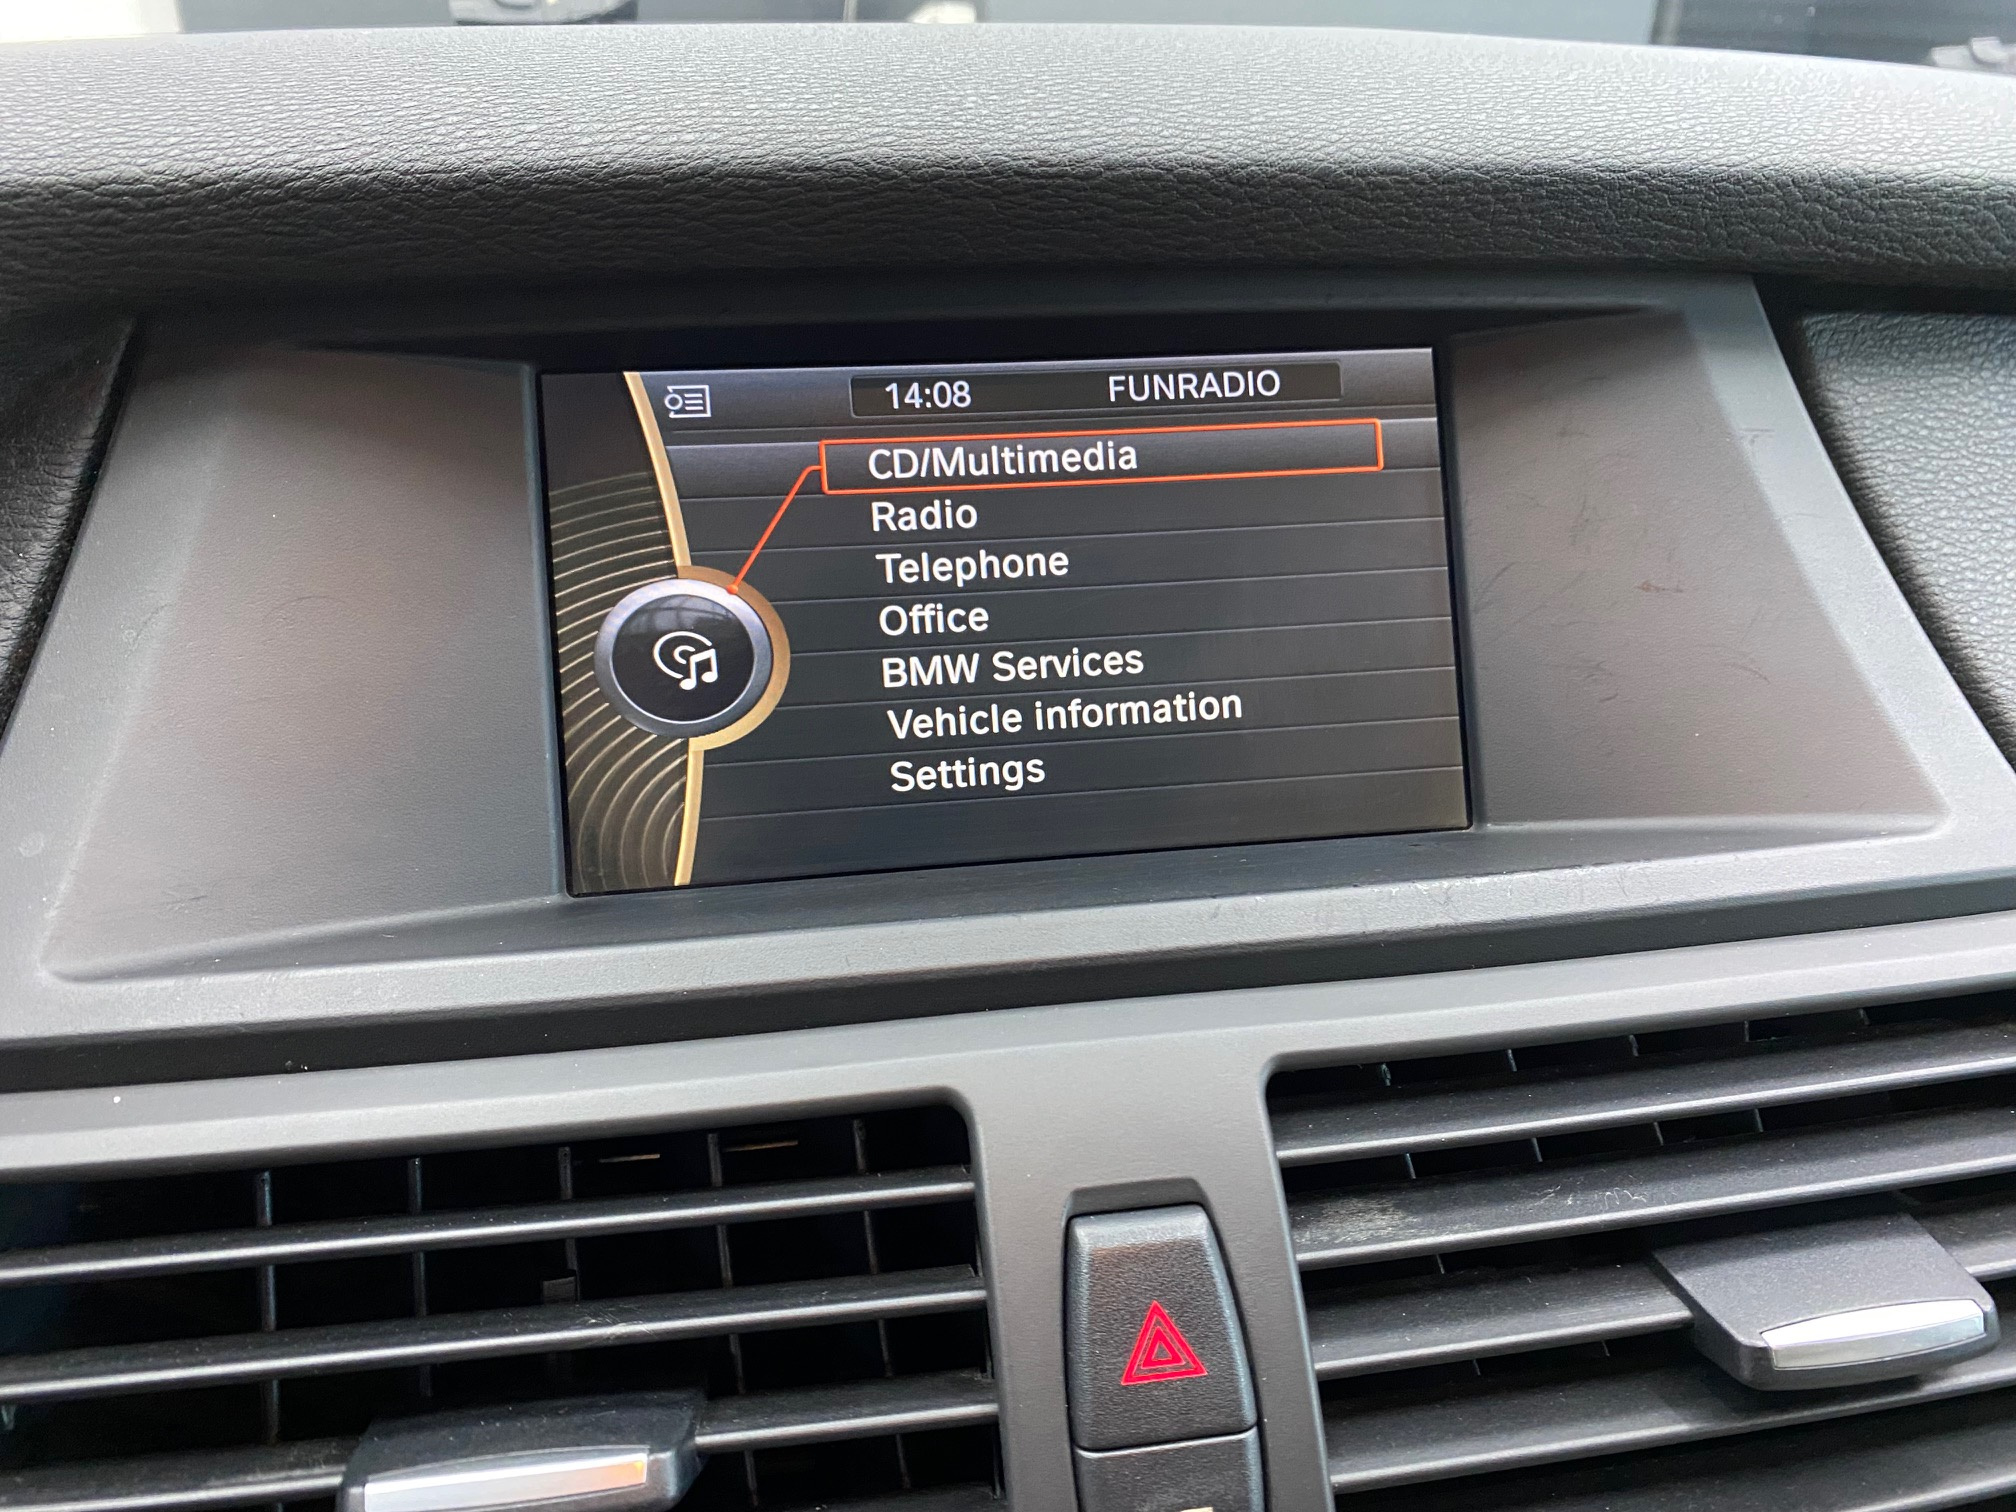 14:08 FUNRADIO
CD/Multimedia
Radio
Telephone
Office
BMW Services
Vehicle information
Settings